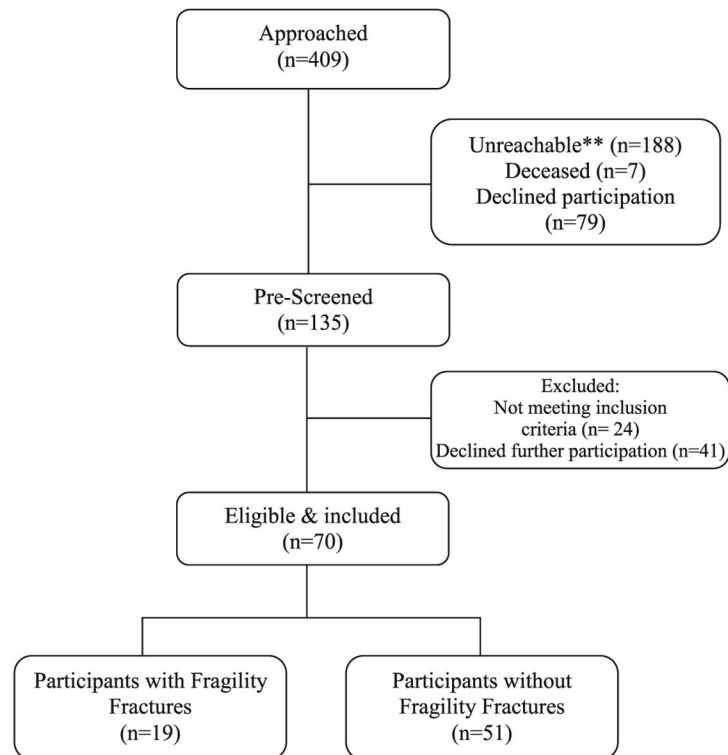 Approached
(n=409)
Unreachable** (n=188)
Deceased (n=7)
Declined participation
(n=79)
Pre-Screened
(n=135)
Excluded:
Not meeting inclusion
criteria (n= 24)
Declined further participation (n=41)
Eligible & included
(n=70)
Participants with Fragility
Fractures
(n=19)
Participants without
Fragility Fractures
(n=51)